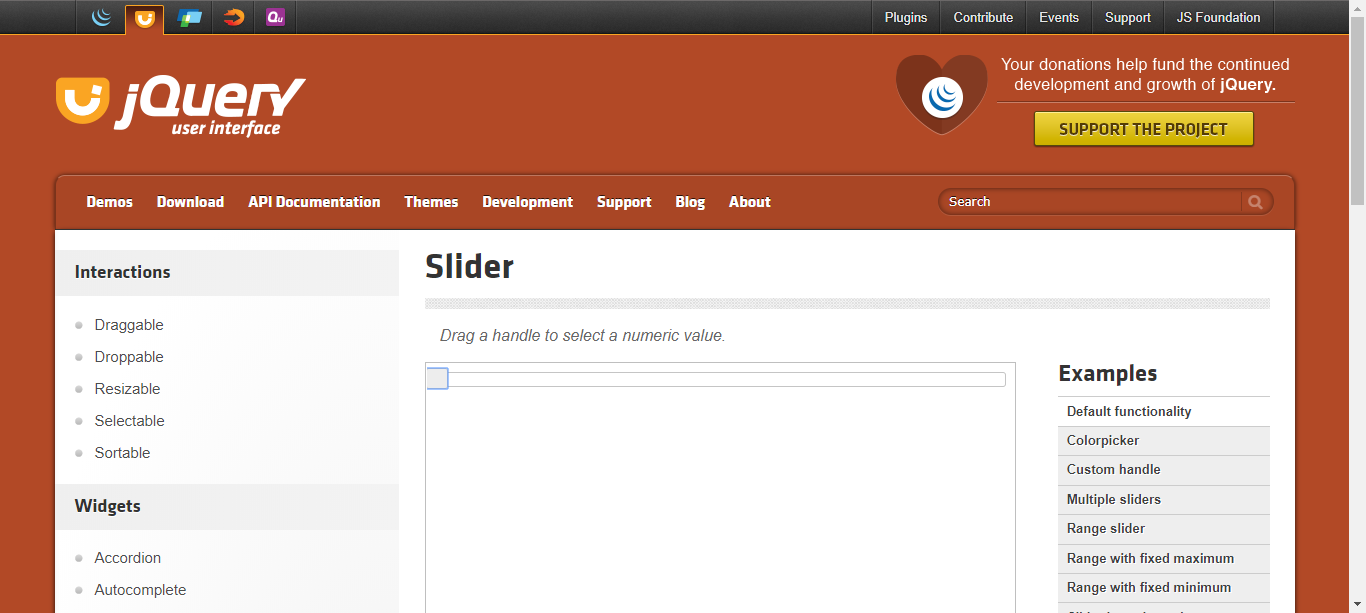 Qu
Plugins
Contribute
Events
Support
JS Foundation
jQuery
user interface
Your donations help fund the continued
development and growth of jQuery.
SUPPORT THE PROJECT
Demos
Download
API Documentation
Themes
Development
Support
Blog
About
Search
Interactions
Draggable
Droppable
Resizable
Selectable
Sortable
Widgets
Accordion
Autocomplete
Slider
Drag a handle to select a numeric value.
Examples
Default functionality
Colorpicker
Custom handle
Multiple sliders
Range slider
Range with fixed maximum
Range with fixed minimum